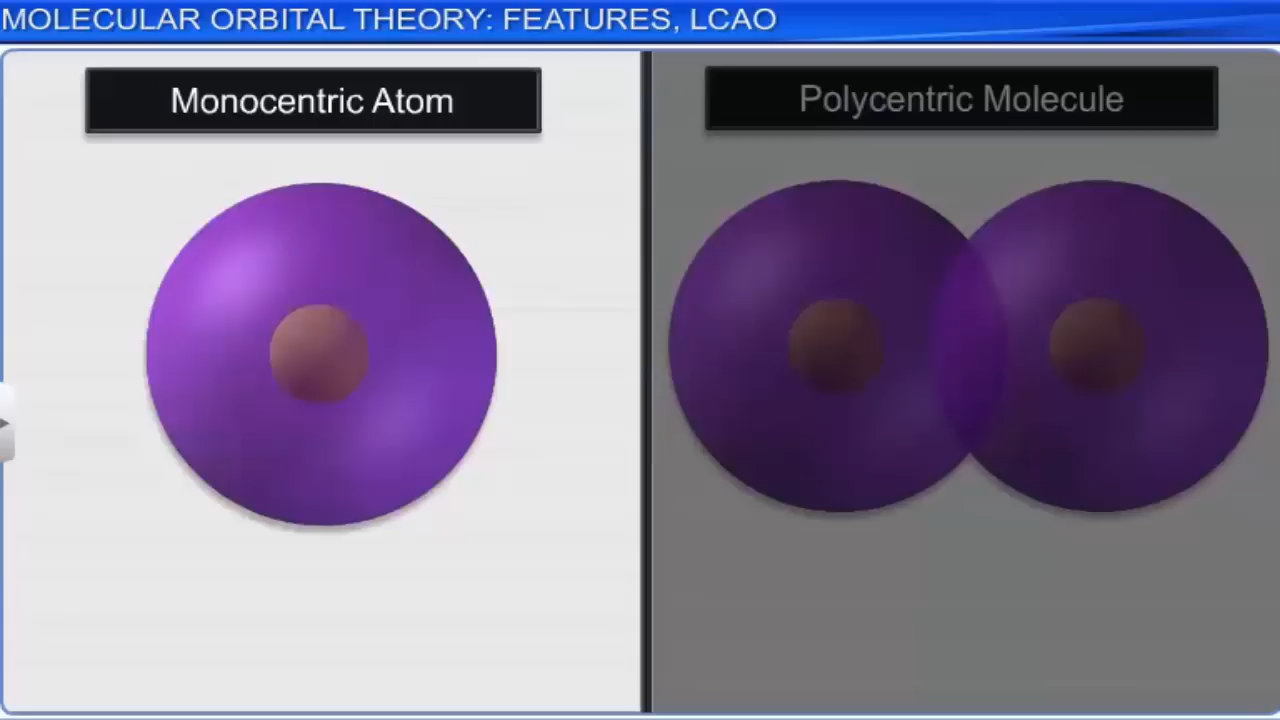 MOLECULAR ORBITAL THEORY: FEATURES, LCAO
Monocentric Atom
Polycentric Molecule